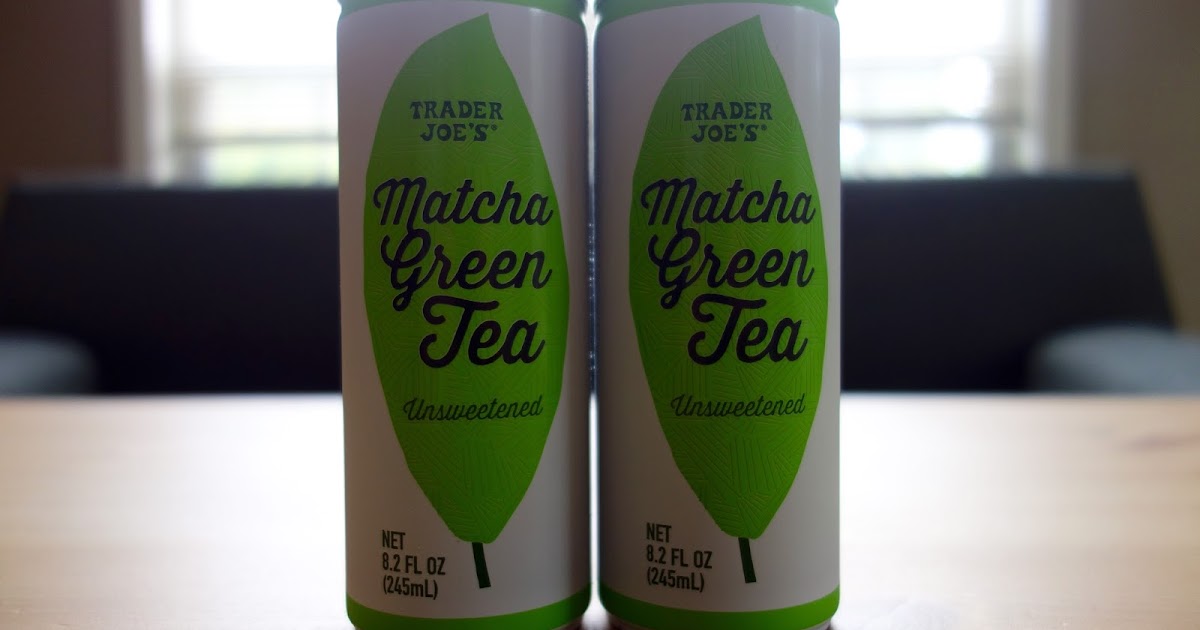 TRADER
JOE'S®
Matcha
Green
Tea
Unsweetened
NET
8.2 FL OZ
(245mL)
TRADER
JOE'S®
Matcha
Green
Tea
Unsweetened
NET
8.2 FL OZ
(245mL)